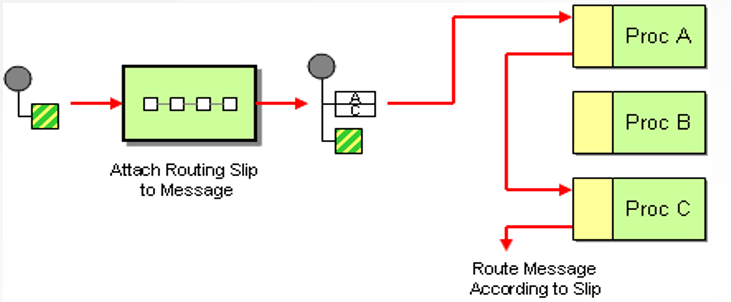 Attach Routing Slip
to Message
A
C
Proc A
Proc B
Proc C
Route Message
According to Slip